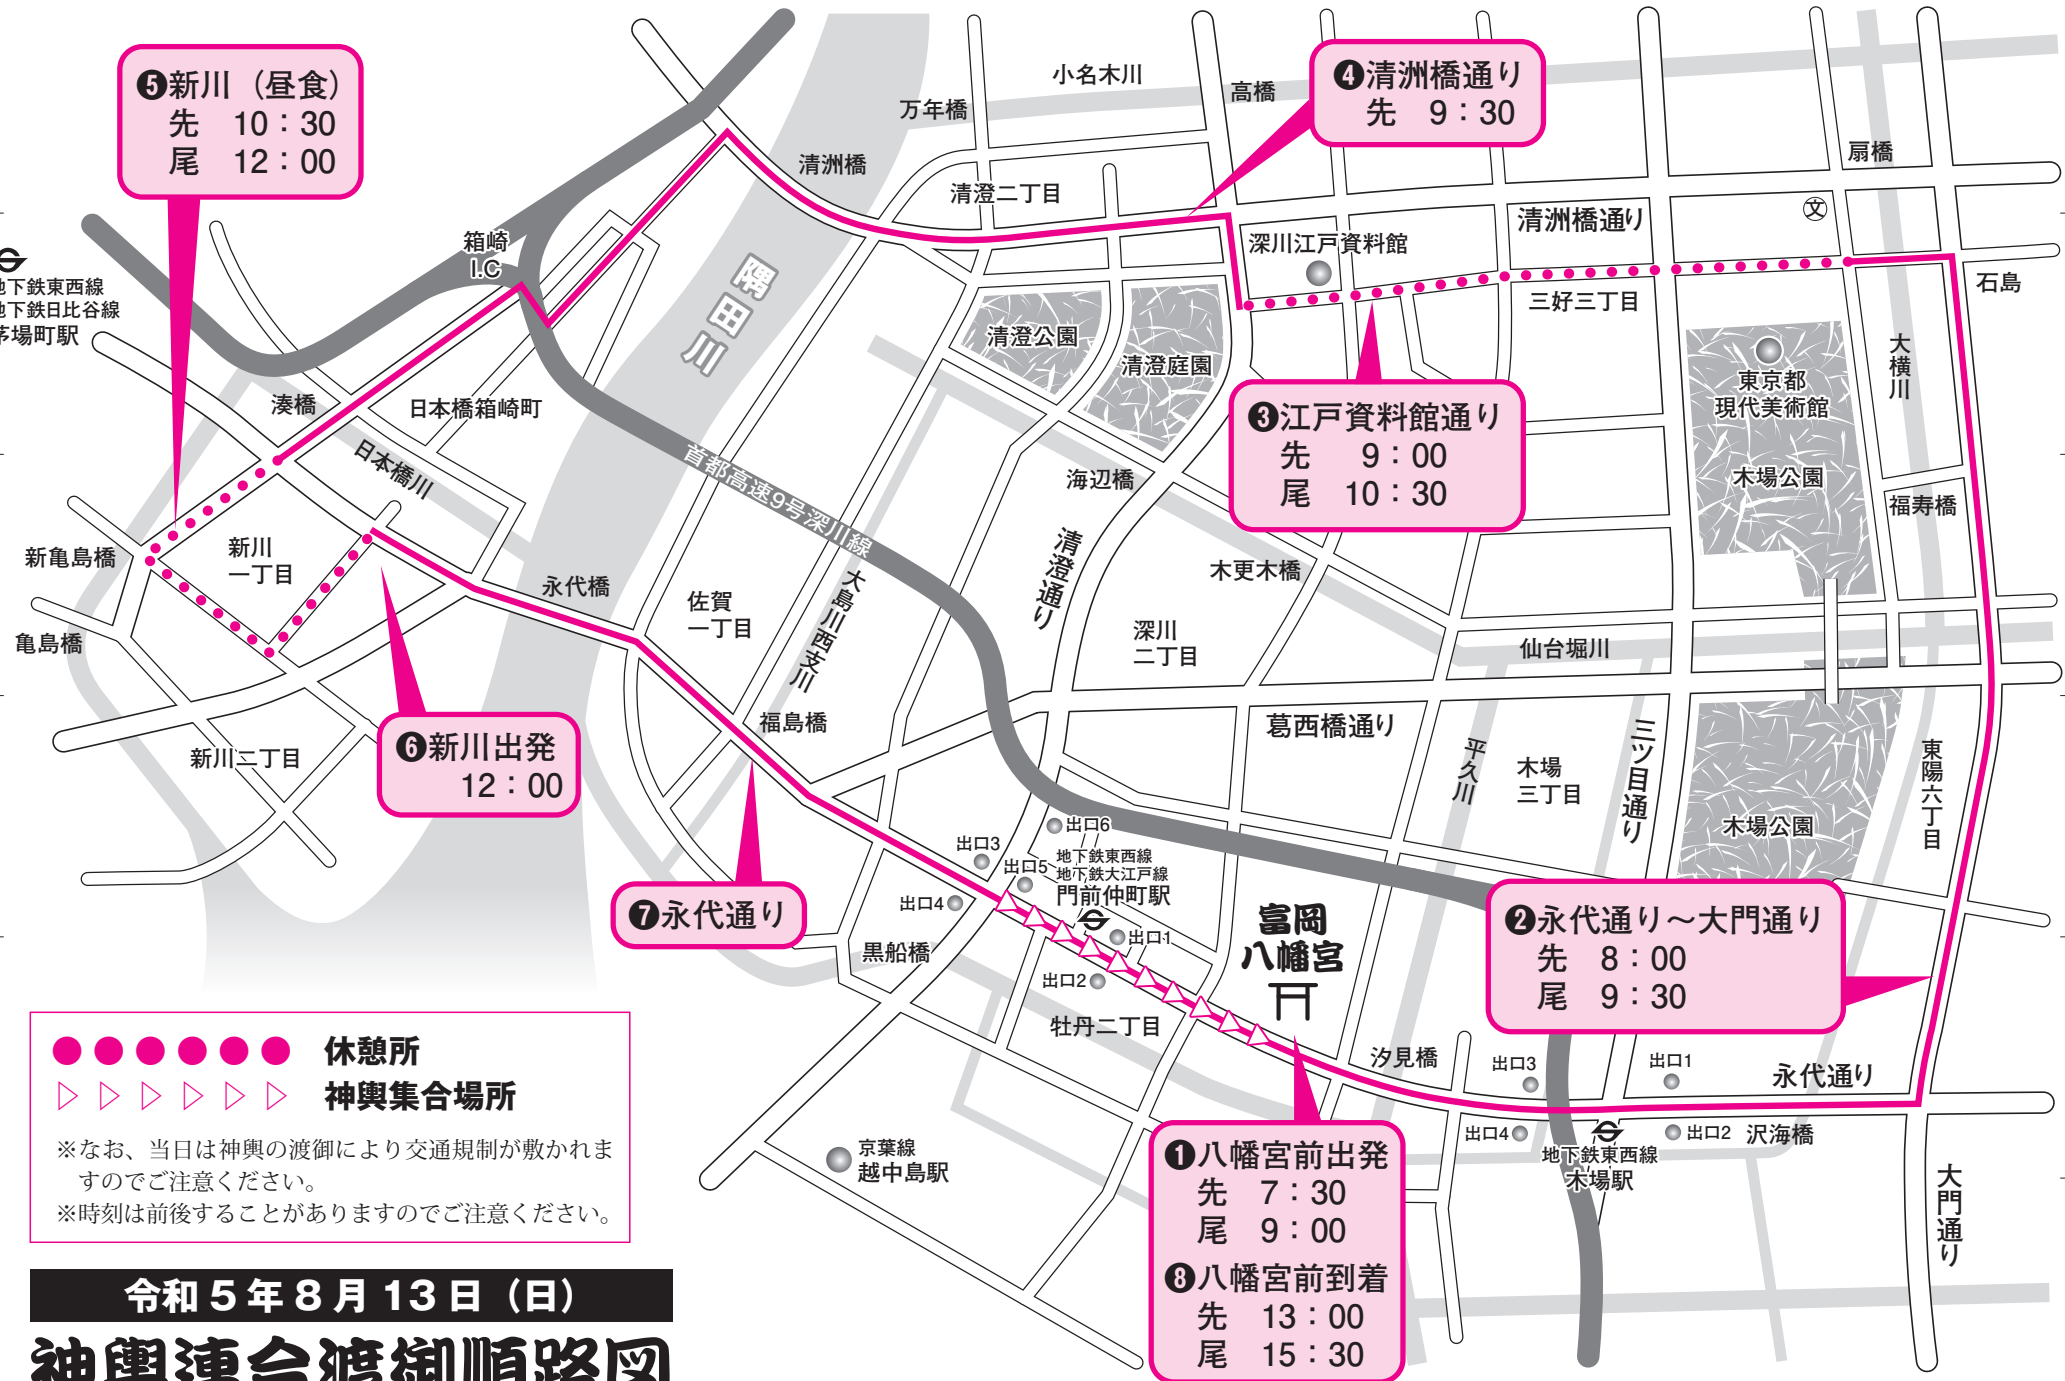 ❺新川（昼食）
先 10：30
尾 12：00
小名木川
高橋
万年橋
❹清洲橋通り
先 9：30
扇橋
清洲橋
清澄二丁目
清洲橋通り
文
箱崎
I.C
深川江戸資料館
地下鉄東西線
地下鉄日比谷線
茅場町駅
隅田川
三好三丁目
石島
清澄公園
清澄庭園
大横川
東京都
現代美術館
湊橋
日本橋箱崎町
❸江戸資料館通り
先 9：00
尾 10：30
日本橋川
首都高速9号深川線
海辺橋
木場公園
福寿橋
新亀島橋
新川
一丁目
清澄通り
木更木橋
永代橋
佐賀
一丁目
大島川西支川
亀島橋
深川
二丁目
仙台堀川
❻新川出発
12：00
福島橋
葛西橋通り
三ツ目通り
平久川
木場
三丁目
東陽六丁目
新川二丁目
木場公園
出口6
出口3
出口5
地下鉄東西線
地下鉄大江戸線
門前仲町駅
出口4
❼永代通り
出口1
富岡
八幡宮
❷永代通り～大門通り
先 8：00
尾 9：30
黒船橋
出口2
牡丹二丁目
汐見橋
出口3
出口1
永代通り
出口4
出口2
沢海橋
地下鉄東西線
木場駅
大門通り
京葉線
越中島駅
❶八幡宮前出発
先 7：30
尾 9：00
❽八幡宮前到着
先 13：00
尾 15：30
休憩所
神輿集合場所
※なお、当日は神輿の渡御により交通規制が敷かれま
すのでご注意ください。
※時刻は前後することがありますのでご注意ください。
令和5年8月13日（日）
神輿連合渡御順路図